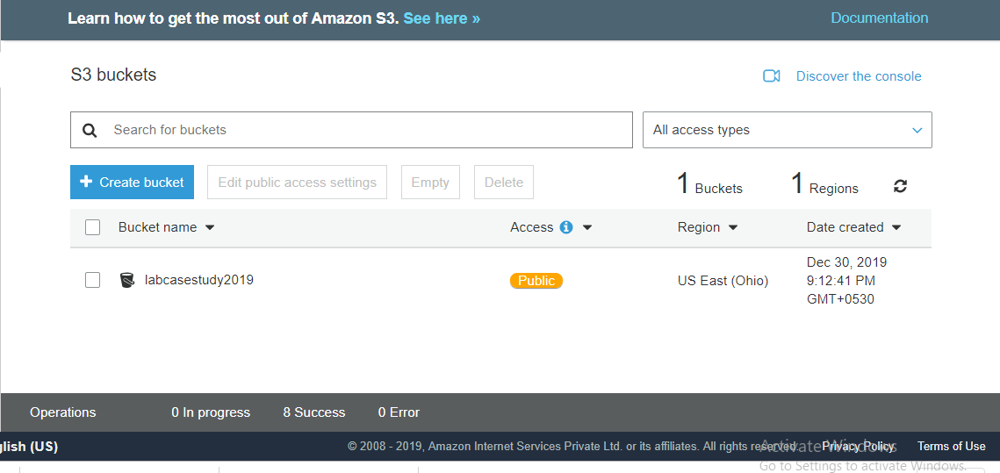 Learn how to get the most out of Amazon S3. See here »
Documentation
S3 buckets
Discover the console
Search for buckets
All access types
+ Create bucket
Edit public access settings
Empty
Delete
1 Buckets
1 Regions
Bucket name
Access
Region
Date created
labcasestudy2019
Public
US East (Ohio)
Dec 30, 2019
9:12:41 PM
GMT+0530
Operations
0 In progress
8 Success
0 Error
glish (US)
© 2008 - 2019, Amazon Internet Services Private Ltd. or its affiliates. All rights reserved.
Privacy Policy
Terms of Use
Activate Windows
Go to Settings to activate Windows.